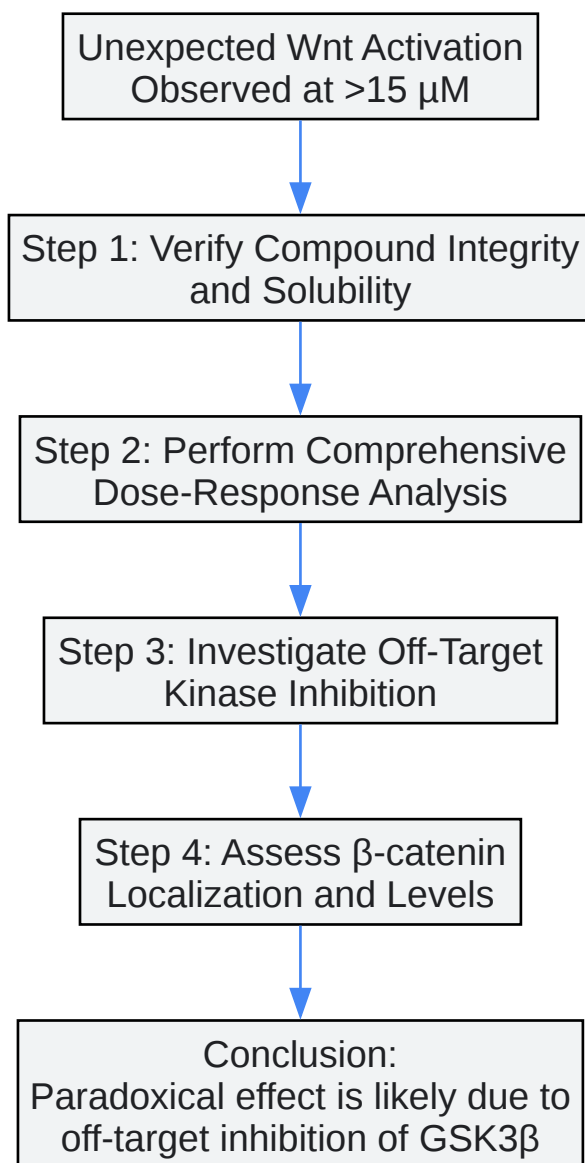 Unexpected Wnt Activation
Observed at >15 µM
Step 1: Verify Compound Integrity
and Solubility
Step 2: Perform Comprehensive
Dose-Response Analysis
Step 3: Investigate Off-Target
Kinase Inhibition
Step 4: Assess β-catenin
Localization and Levels
Conclusion:
Paradoxical effect is likely due to
off-target inhibition of GSK3β